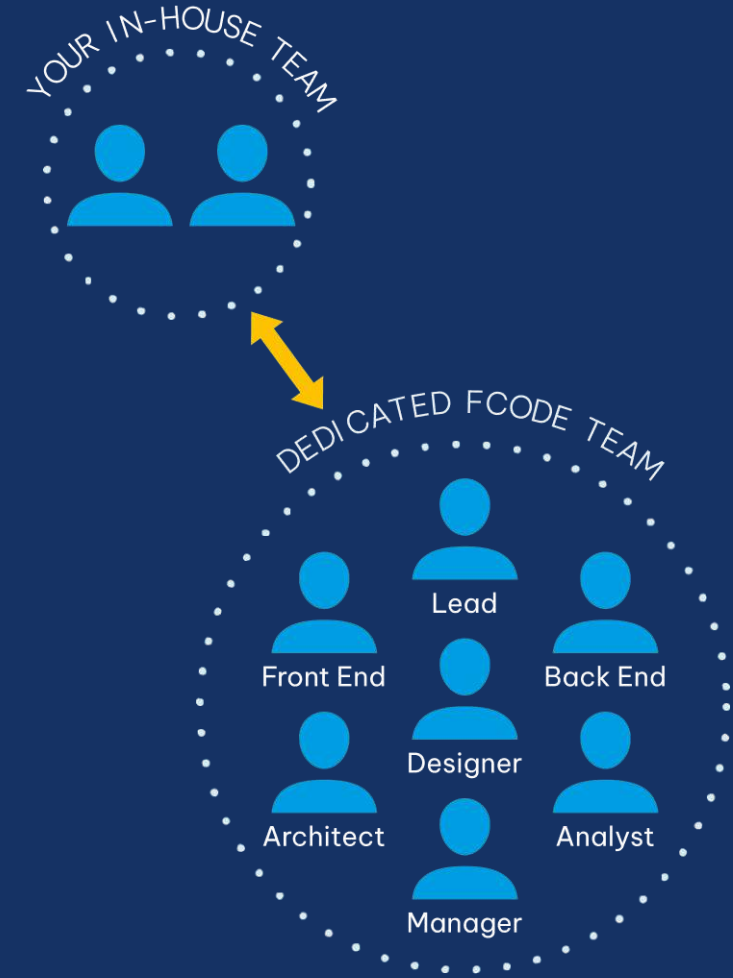 YOUR IN-HOUSE TEAM
DEDICATED FCODE TEAM
Lead
Front End
Back End
Designer
Architect
Analyst
Manager